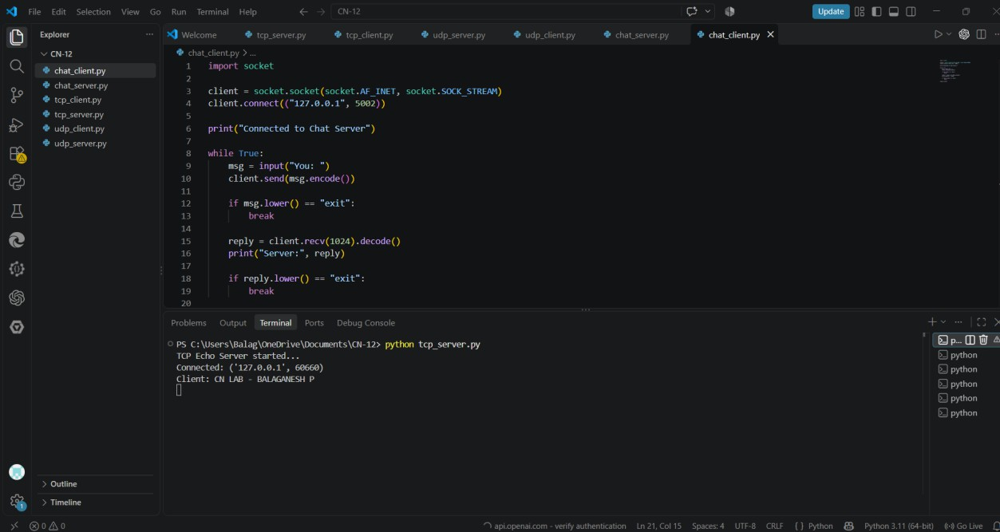 File Edit Selection View Go Run Terminal Help CN-12 Update
Explorer
CN-12
chat_client.py
chat_server.py
tcp_client.py
tcp_server.py
udp_client.py
udp_server.py
Outline
Timeline
Welcome tcp_server.py tcp_client.py udp_server.py udp_client.py chat_server.py chat_client.py
chat_client.py > ...
1 import socket
2
3 client = socket.socket(socket.AF_INET, socket.SOCK_STREAM)
4 client.connect(("127.0.0.1", 5002))
5
6 print("Connected to Chat Server")
7
8 while True:
9 msg = input("You: ")
10 client.send(msg.encode())
11
12 if msg.lower() == "exit":
13 break
14
15 reply = client.recv(1024).decode()
16 print("Server:", reply)
17
18 if reply.lower() == "exit":
19 break
20
Problems Output Terminal Ports Debug Console
PS C:\Users\Balag\OneDrive\Documents\CN-12> python tcp_server.py
TCP Echo Server started...
Connected: ('127.0.0.1', 60660)
Client: CN LAB - BALAGANESH P
p...
python
python
python
python
python
1
0 0 api.openai.com - verify authentication Ln 21, Col 15 Spaces: 4 UTF-8 CRLF { } Python Python 3.11 (64-bit) Go Live